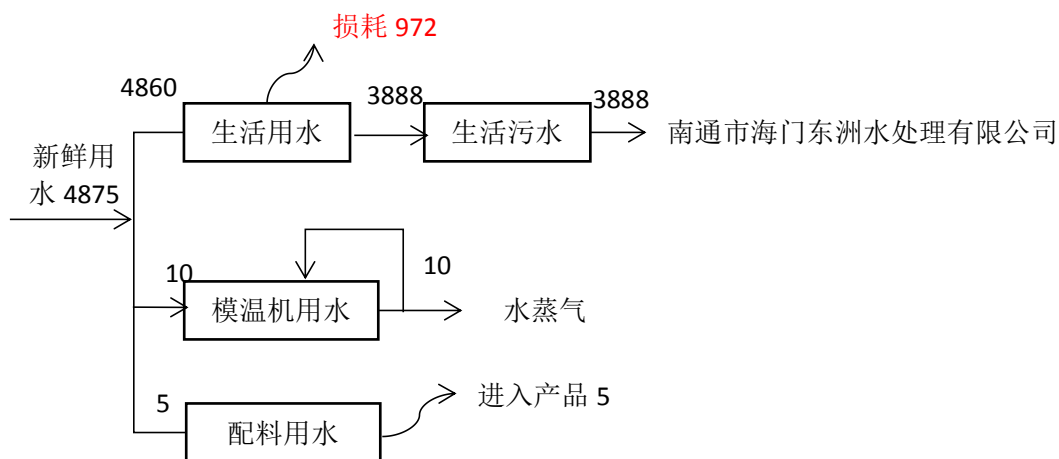 损耗 972
4860
3888
3888
生活用水
生活污水
南通市海门东洲水处理有限公司
新鲜用
水 4875
10
10
模温机用水
水蒸气
5
进入产品 5
配料用水